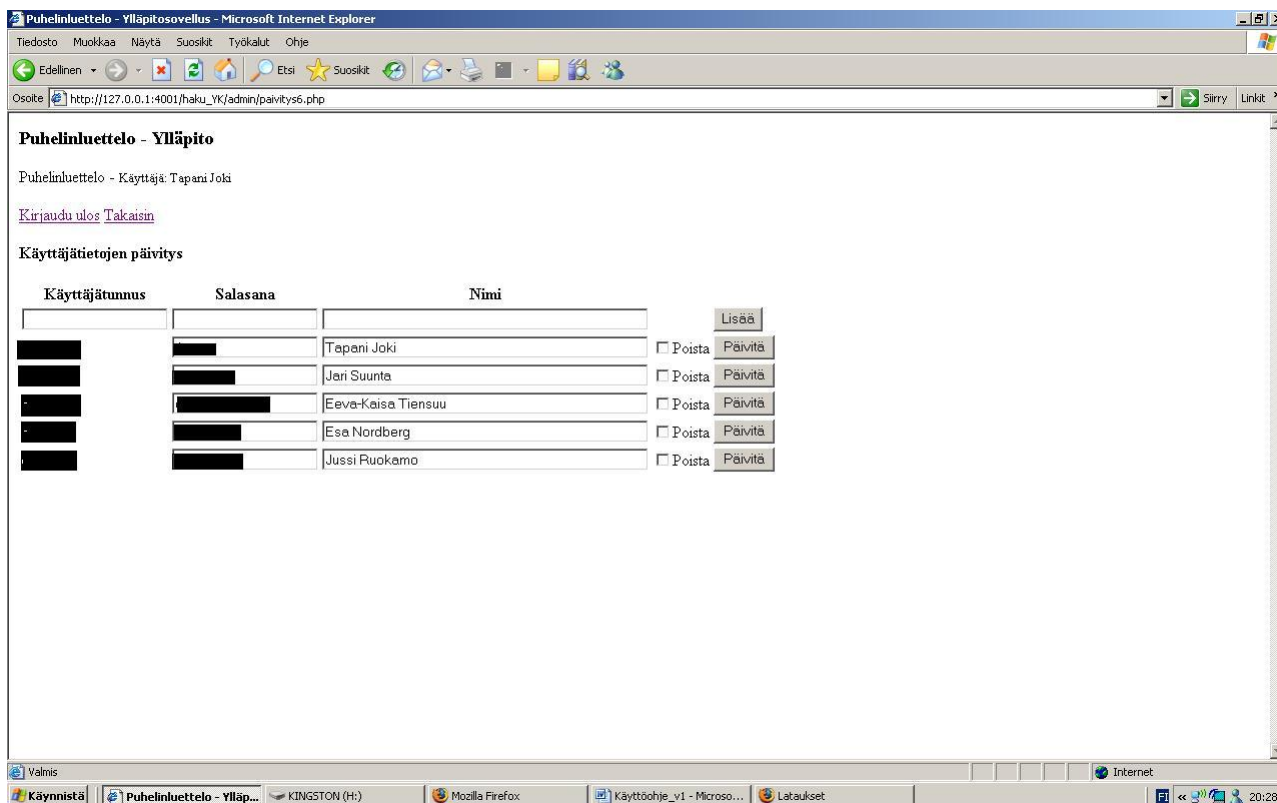 Puhelinluettelo - Ylläpitosovellus - Microsoft Internet Explorer
Tiedosto Muokkaa Näytä Suosikit Työkalut Ohje
Edellinen Etsi Suosikit
Osoite http://127.0.0.1:4001/haku_YK/admin/paivitys6.php Siirry Linkit »
Puhelinluettelo - Ylläpito
Puhelinluettelo - Käyttäjä: Tapani Joki
Kirjaudu ulos Takaisin
Käyttäjätietojen päivitys
Käyttäjätunnus Salasana Nimi
Lisää
Tapani Joki Poista Päivitä
Jari Suunta Poista Päivitä
Eeva-Kaisa Tiensuu Poista Päivitä
Esa Nordberg Poista Päivitä
Jussi Ruokamo Poista Päivitä
Valmis Internet
Käynnistä Puhelinluettelo - Ylläp... KINGSTON (H:) Mozilla Firefox Käyttöohje_v1 - Microso... Lataukset FI « 20:28